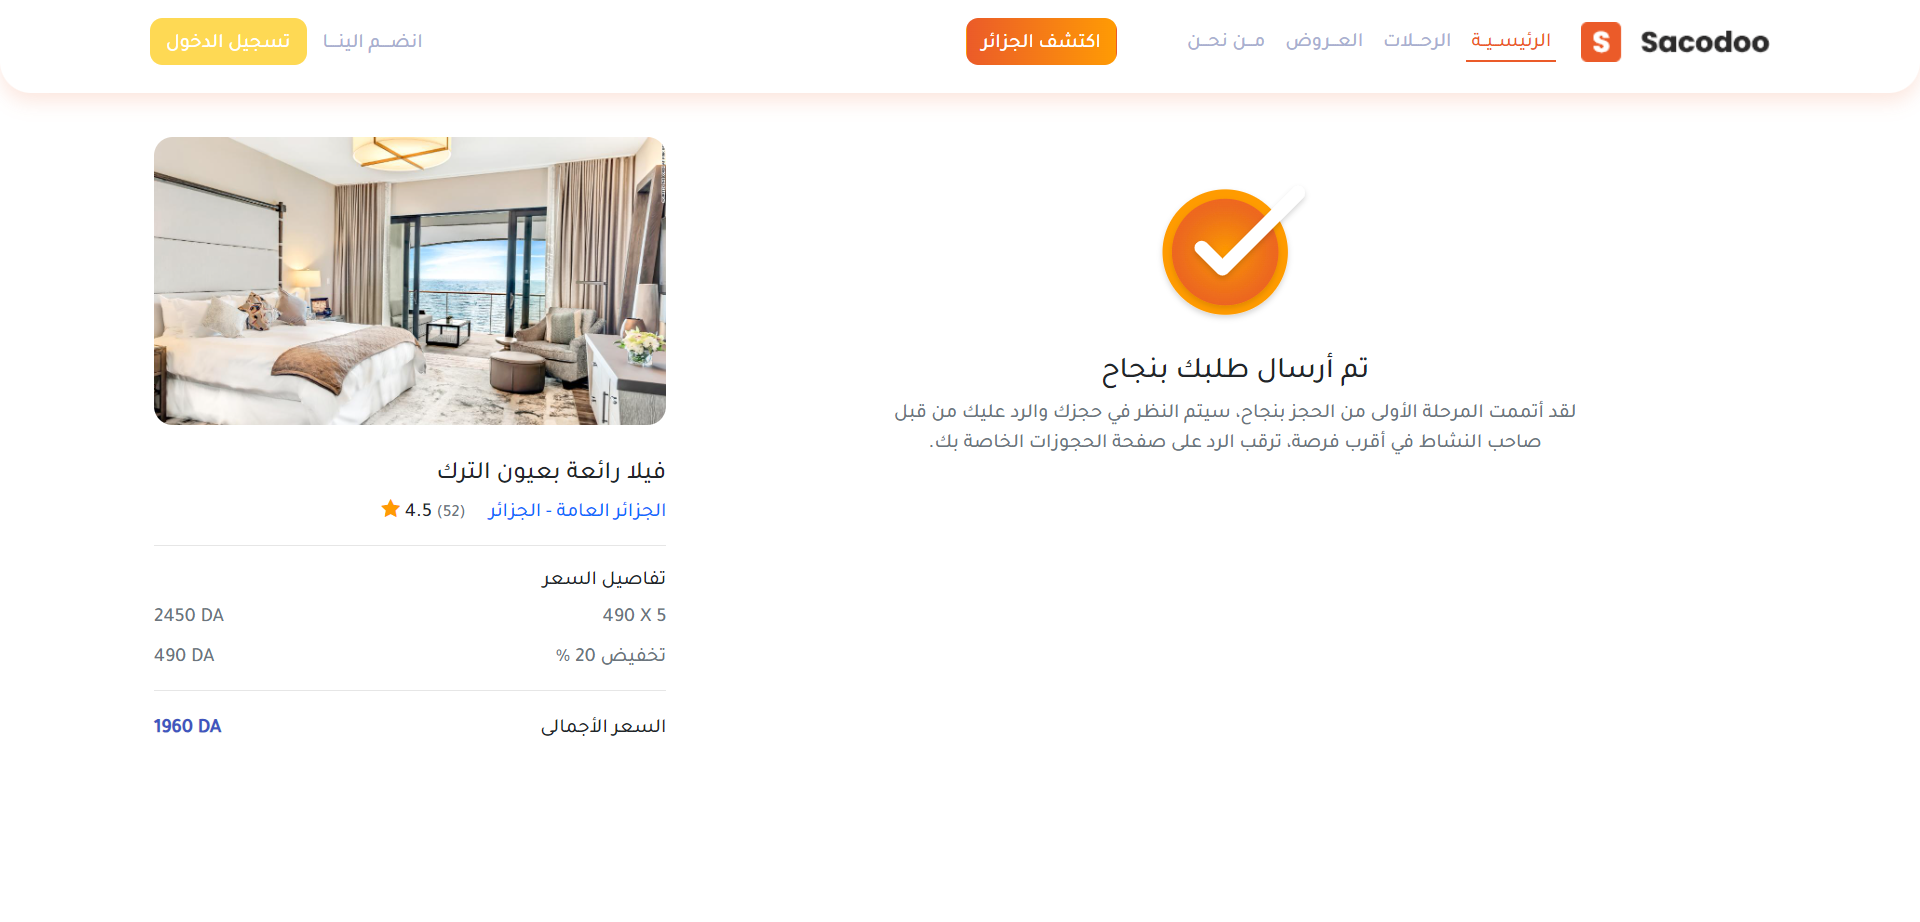 Sacodoo
S
الرئيسـيـة
الرحـلات
العـروض
مـن نحـن
اكتشف الجزائر
انضـم الينـا
تسجيل الدخول
تم أرسال طلبك بنجاح
لقد أتممت المرحلة الأولى من الحجز بنجاح، سيتم النظر في حجزك والرد عليك من قبل
صاحب النشاط في أقرب فرصة، ترقب الرد على صفحة الحجوزات الخاصة بك.
فيلا رائعة بعيون الترك
الجزائر العامة - الجزائر (52) 4.5
تفاصيل السعر
490 X 5
2450 DA
تخفيض 20 %
490 DA
السعر الأجمالى
1960 DA